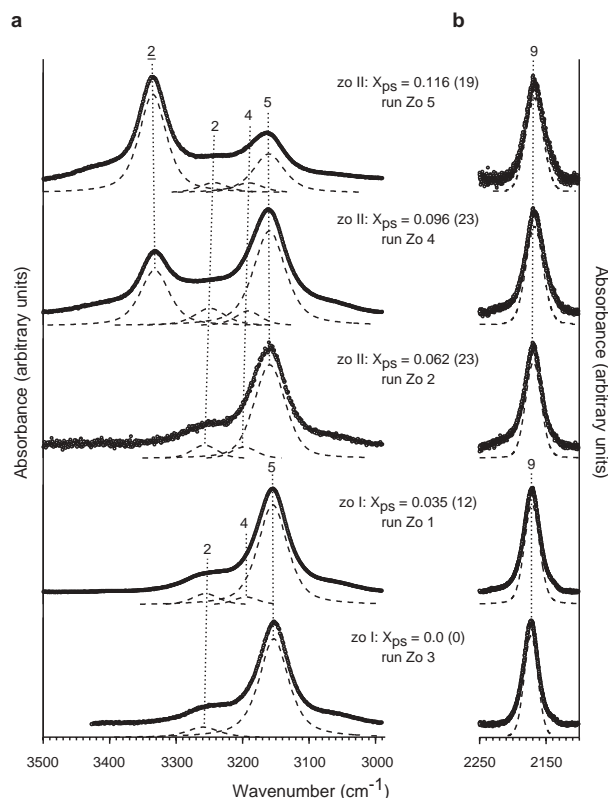 a
b
2
9
zo II: Xps = 0.116 (19)
run Zo 5
2
4
5
zo II: Xps = 0.096 (23)
run Zo 4
Absorbance (arbitrary units)
Absorbance (arbitrary units)
zo II: Xps = 0.062 (23)
run Zo 2
5
9
zo I: Xps = 0.035 (12)
run Zo 1
2
4
zo I: Xps = 0.0 (0)
run Zo 3
3500 3400 3300 3200 3100 3000 2250 2150
Wavenumber (cm-1) Wavenumber (cm-1)